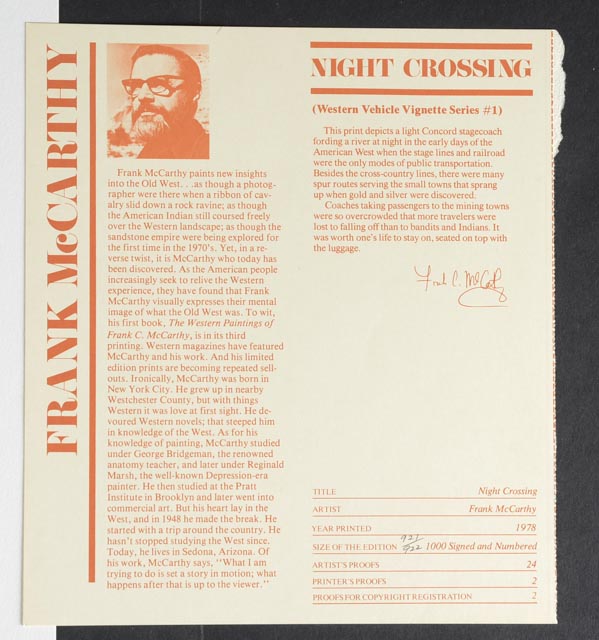 FRANK McCARTHY
Frank McCarthy paints new insights
into the Old West. . .as though a photog-
rapher were there when a ribbon of cav-
alry slid down a rock ravine; as though
the American Indian still coursed freely
over the Western landscape; as though the
sandstone empire were being explored for
the first time in the 1970's. Yet, in a re-
verse twist, it is McCarthy who today has
been discovered. As the American people
increasingly seek to relive the Western
experience, they have found that Frank
McCarthy visually expresses their mental
image of what the Old West was. To wit,
his first book, The Western Paintings of
Frank C. McCarthy, is in its third
printing. Western magazines have featured
McCarthy and his work. And his limited
edition prints are becoming repeated sell-
outs. Ironically, McCarthy was born in
New York City. He grew up in nearby
Westchester County, but with things
Western it was love at first sight. He de-
voured Western novels; that steeped him
in knowledge of the West. As for his
knowledge of painting, McCarthy studied
under George Bridgeman, the renowned
anatomy teacher, and later under Reginald
Marsh, the well-known Depression-era
painter. He then studied at the Pratt
Institute in Brooklyn and later went into
commercial art. But his heart lay in the
West, and in 1948 he made the break. He
started with a trip around the country. He
hasn't stopped studying the West since.
Today, he lives in Sedona, Arizona. Of
his work, McCarthy says, "What I am
trying to do is set a story in motion; what
happens after that is up to the viewer."
NIGHT CROSSING
(Western Vehicle Vignette Series #1)
This print depicts a light Concord stagecoach
fording a river at night in the early days of the
American West when the stage lines and railroad
were the only modes of public transportation.
Besides the cross-country lines, there were many
spur routes serving the small towns that sprang
up when gold and silver were discovered.
Coaches taking passengers to the mining towns
were so overcrowded that more travelers were
lost to falling off than to bandits and Indians. It
was worth one's life to stay on, seated on top with
the luggage.
Frank C. McCarthy
TITLE Night Crossing
ARTIST Frank McCarthy
YEAR PRINTED 1978
SIZE OF THE EDITION 921/ 1000 Signed and Numbered
ARTIST'S PROOFS 24
PRINTER'S PROOFS 2
PROOFS FOR COPYRIGHT REGISTRATION 2